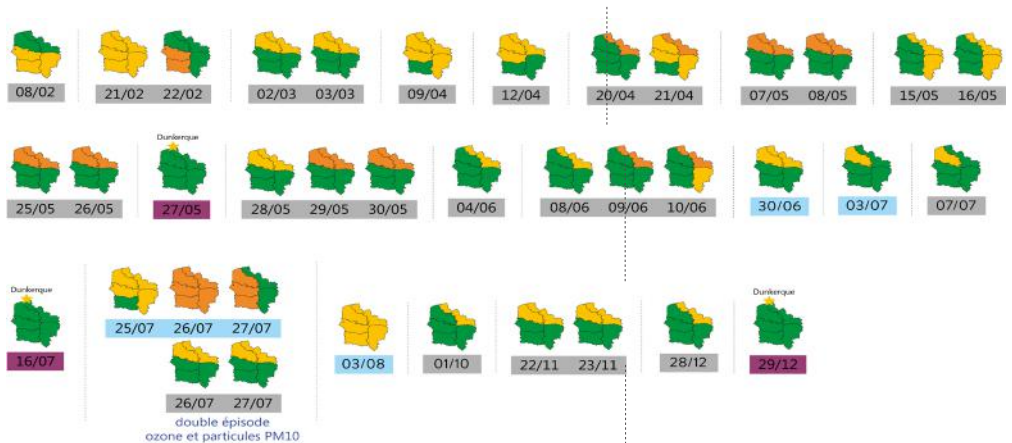 08/02 21/02 22/02 02/03 03/03 09/04 12/04 20/04 21/04 07/05 08/05 15/05 16/05
Dunkerque
25/05 26/05 27/05 28/05 29/05 30/05 04/06 08/06 09/06 10/06 30/06 03/07 07/07
Dunkerque
Dunkerque
25/07 26/07 27/07
16/07 03/08 01/10 22/11 23/11 28/12 29/12
26/07 27/07
double épisode
ozone et particules PM10